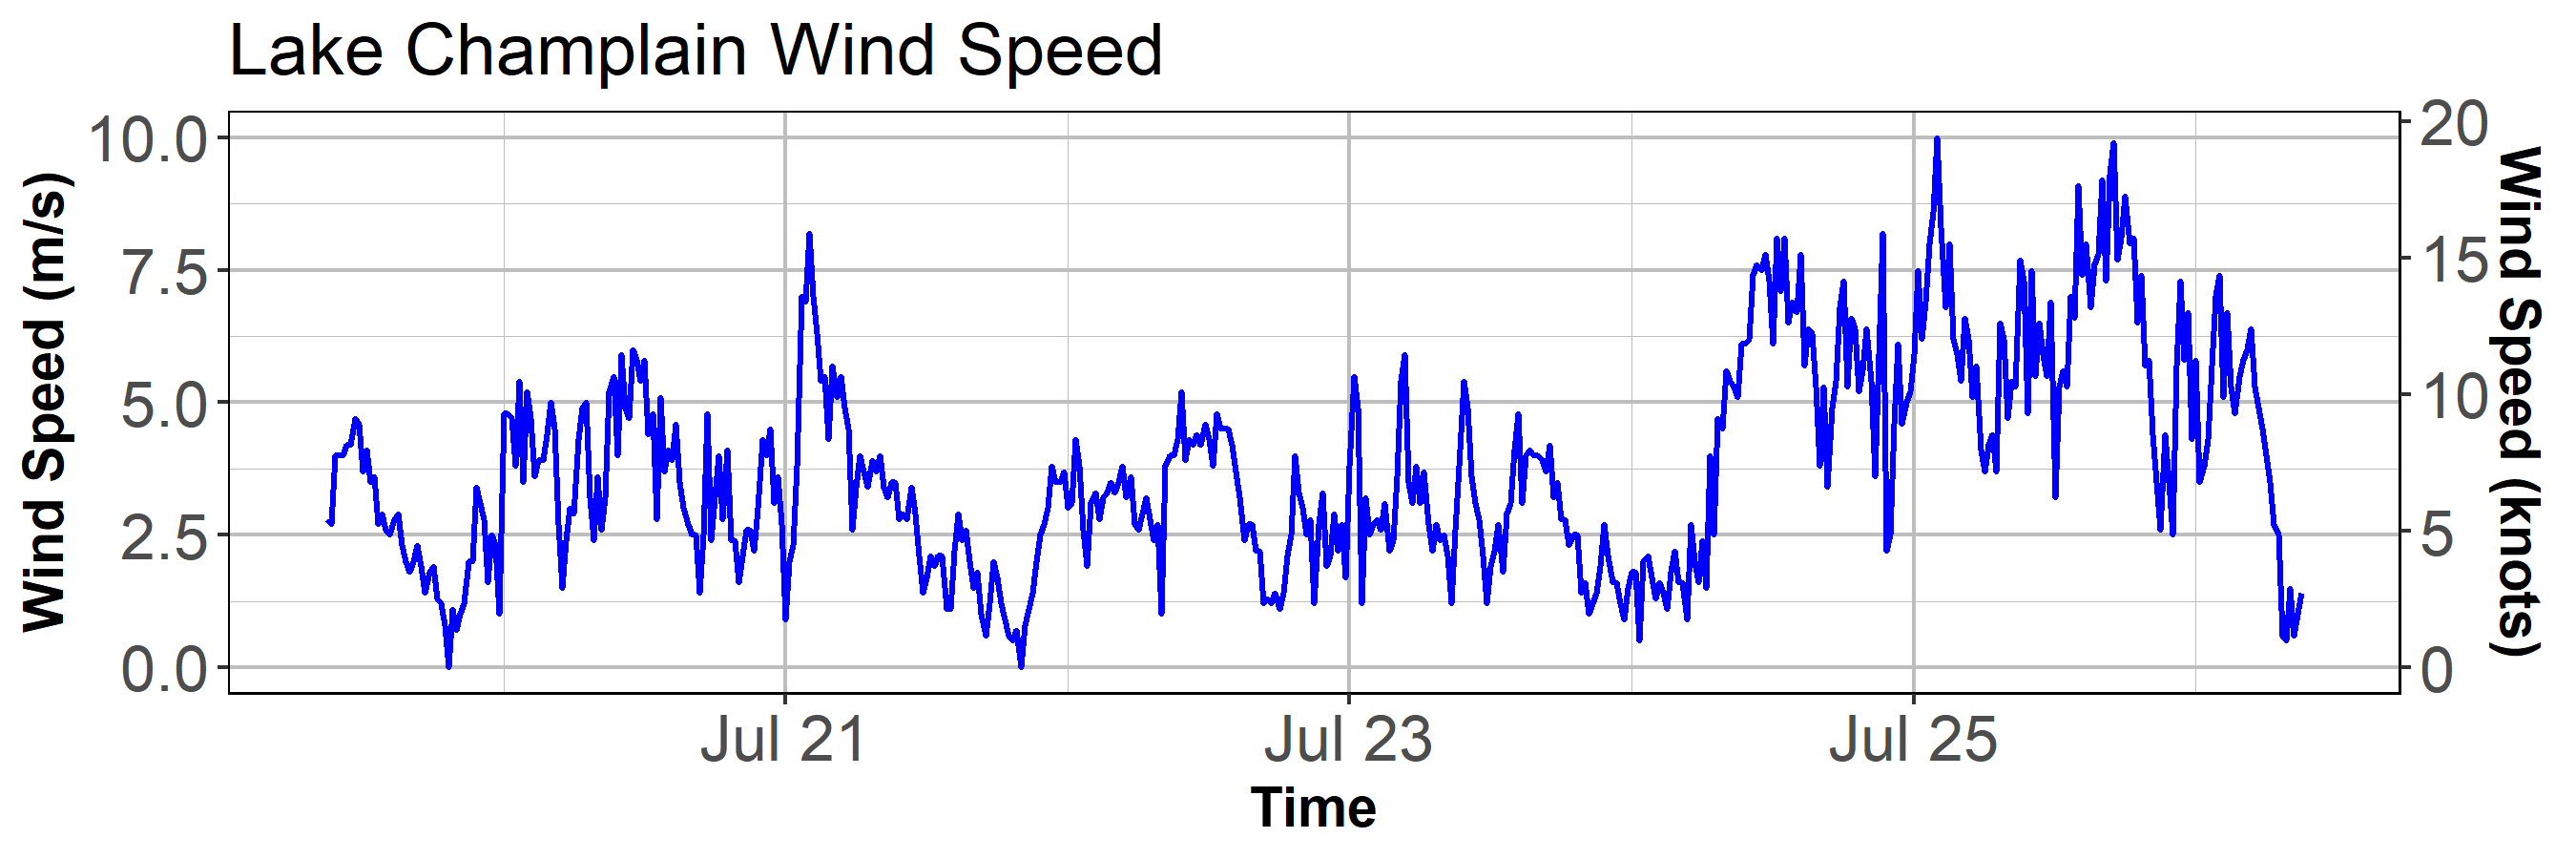 Lake Champlain Wind Speed
Wind Speed (m/s)
10.0
7.5
5.0
2.5
0.0
20
15
10
5
0
Wind Speed (knots)
Jul 21
Jul 23
Jul 25
Time